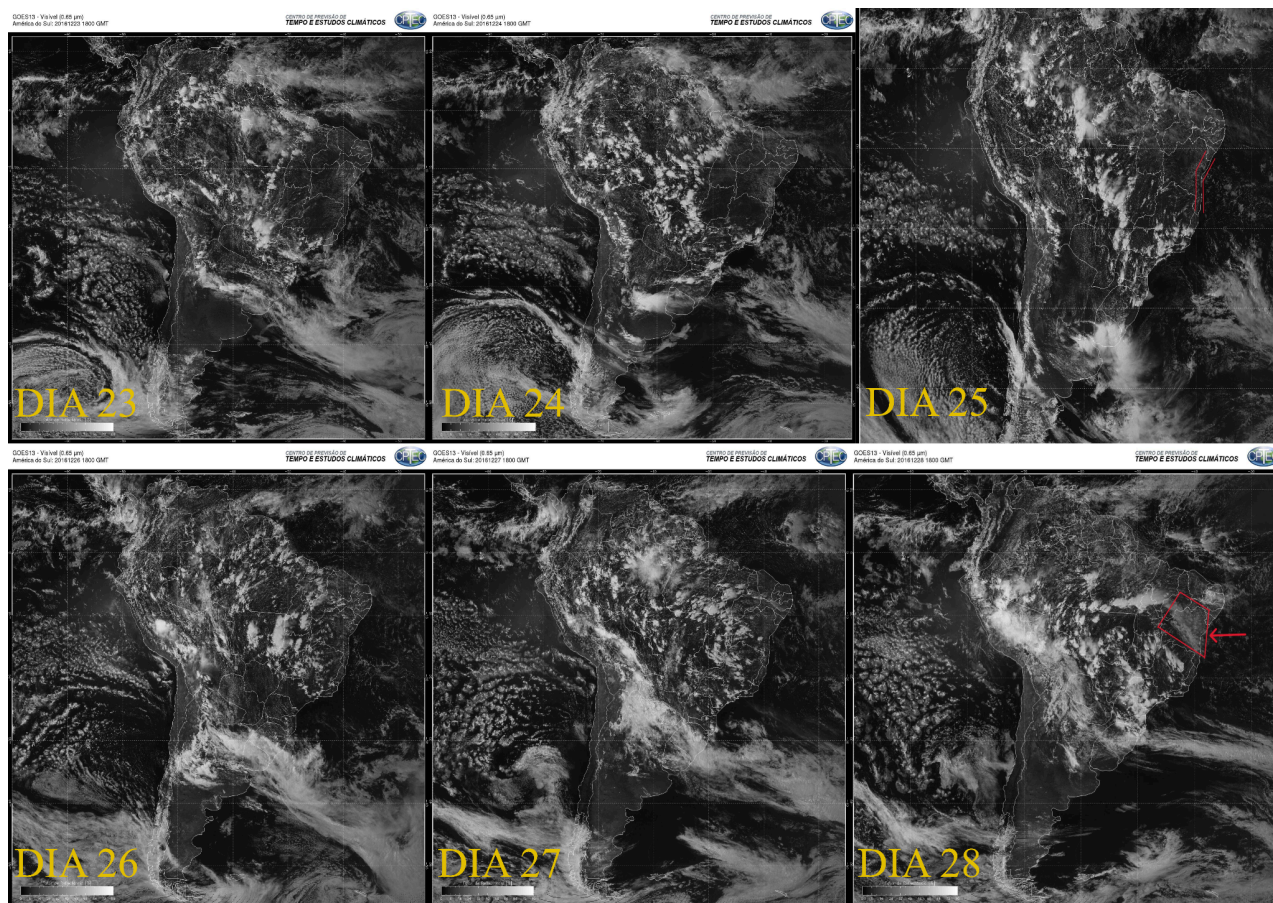 GOES13 - Visível (0.65 µm)
América do Sul: 20161223 1800 GMT
CENTRO DE PREVISÃO DE
TEMPO E ESTUDOS CLIMÁTICOS
CPTEC
DIA 23
GOES13 - Visível (0.65 µm)
América do Sul: 20161224 1800 GMT
CENTRO DE PREVISÃO DE
TEMPO E ESTUDOS CLIMÁTICOS
CPTEC
DIA 24
DIA 25
GOES13 - Visível (0.65 µm)
América do Sul: 20161226 1800 GMT
CENTRO DE PREVISÃO DE
TEMPO E ESTUDOS CLIMÁTICOS
CPTEC
DIA 26
GOES13 - Visível (0.65 µm)
América do Sul: 20161227 1800 GMT
CENTRO DE PREVISÃO DE
TEMPO E ESTUDOS CLIMÁTICOS
CPTEC
DIA 27
GOES13 - Visível (0.65 µm)
América do Sul: 20161228 1800 GMT
CENTRO DE PREVISÃO DE
TEMPO E ESTUDOS CLIMÁTICOS
CPTEC
DIA 28